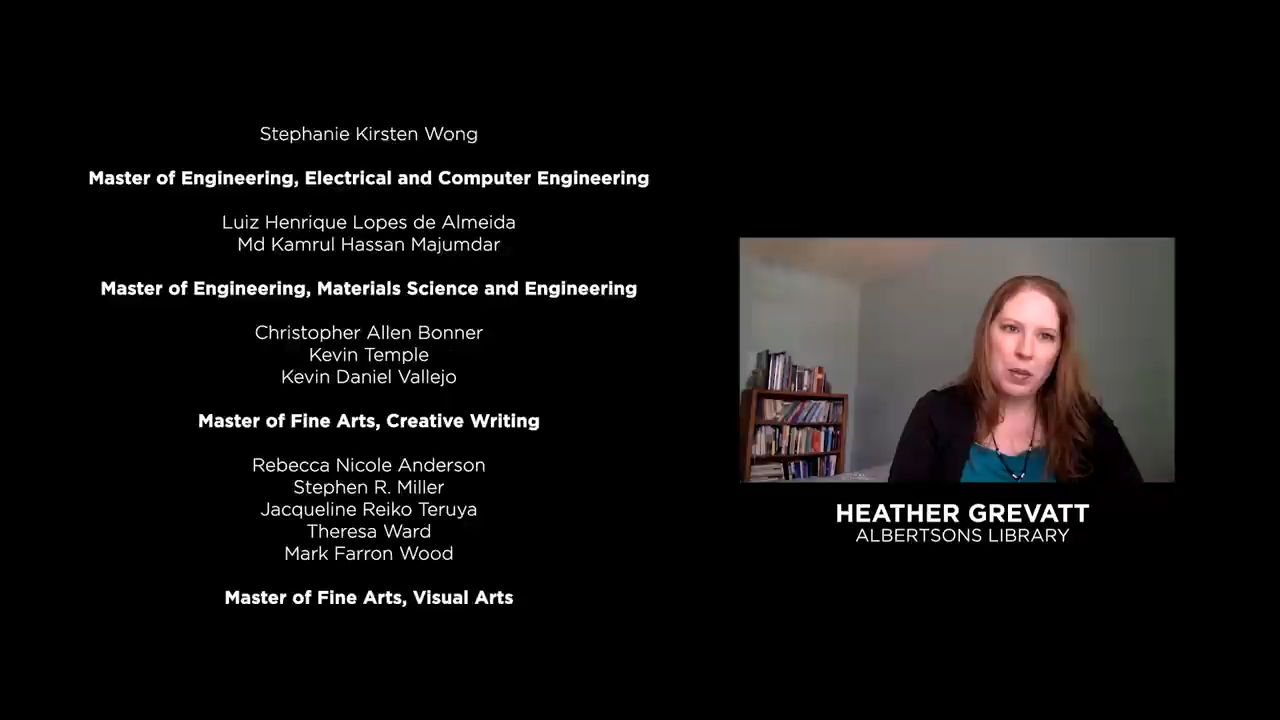 Stephanie Kirsten Wong
Master of Engineering, Electrical and Computer Engineering
Luiz Henrique Lopes de Almeida
Md Kamrul Hassan Majumdar
Master of Engineering, Materials Science and Engineering
Christopher Allen Bonner
Kevin Temple
Kevin Daniel Vallejo
Master of Fine Arts, Creative Writing
Rebecca Nicole Anderson
Stephen R. Miller
Jacqueline Reiko Teruya
Theresa Ward
Mark Farron Wood
Master of Fine Arts, Visual Arts
HEATHER GREVATT
ALBERTSONS LIBRARY